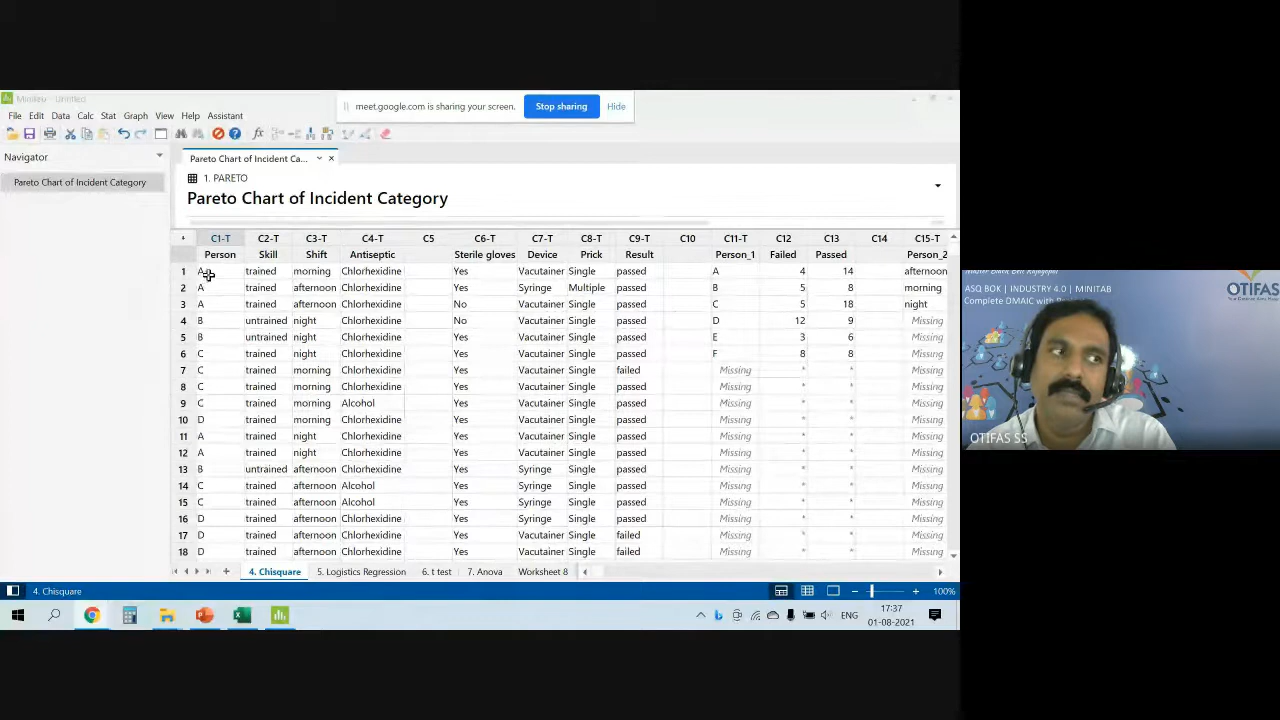 Minitab - Untitled
meet.google.com is sharing your screen. Stop sharing Hide
File Edit Data Calc Stat Graph View Help Assistant
Navigator
Pareto Chart of Incident Ca...
Pareto Chart of Incident Category
1. PARETO
Pareto Chart of Incident Category
C1-T C2-T C3-T C4-T C5 C6-T C7-T C8-T C9-T C10 C11-T C12 C13 C14 C15-T
Person Skill Shift Antiseptic Sterile gloves Device Prick Result Person_1 Failed Passed Person_2
1 A trained morning Chlorhexidine Yes Vacutainer Single passed A 4 14 afternoon
2 A trained afternoon Chlorhexidine Yes Syringe Multiple passed B 5 8 morning
3 A trained afternoon Chlorhexidine No Vacutainer Single passed C 5 18 night
4 B untrained night Chlorhexidine No Vacutainer Single passed D 12 9 Missing
5 B untrained night Chlorhexidine Yes Vacutainer Single passed E 3 6 Missing
6 C trained night Chlorhexidine Yes Vacutainer Single passed F 8 8 Missing
7 C trained morning Chlorhexidine Yes Vacutainer Single failed Missing * * Missing
8 C trained morning Chlorhexidine Yes Vacutainer Single passed Missing * * Missing
9 C trained morning Alcohol Yes Vacutainer Single passed Missing * * Missing
10 D trained morning Chlorhexidine Yes Vacutainer Single passed Missing * * Missing
11 A trained night Chlorhexidine Yes Vacutainer Single passed Missing * * Missing
12 A trained night Chlorhexidine Yes Vacutainer Single passed Missing * * Missing
13 B untrained afternoon Chlorhexidine Yes Syringe Single passed Missing * * Missing
14 C trained afternoon Alcohol Yes Syringe Single passed Missing * * Missing
15 C trained afternoon Alcohol Yes Syringe Single passed Missing * * Missing
16 D trained afternoon Chlorhexidine Yes Syringe Single passed Missing * * Missing
17 D trained afternoon Chlorhexidine Yes Vacutainer Single failed Missing * * Missing
18 D trained afternoon Chlorhexidine Yes Vacutainer Single failed Missing * * Missing
4. Chisquare 5. Logistics Regression 6. t test 7. Anova Worksheet 8
4. Chisquare 100%
ENG 17:37
01-08-2021
ASQ BOK | INDUSTRY 4.0 | MINITAB
Complete DMAIC with
OTIFAS
OTIFAS SS